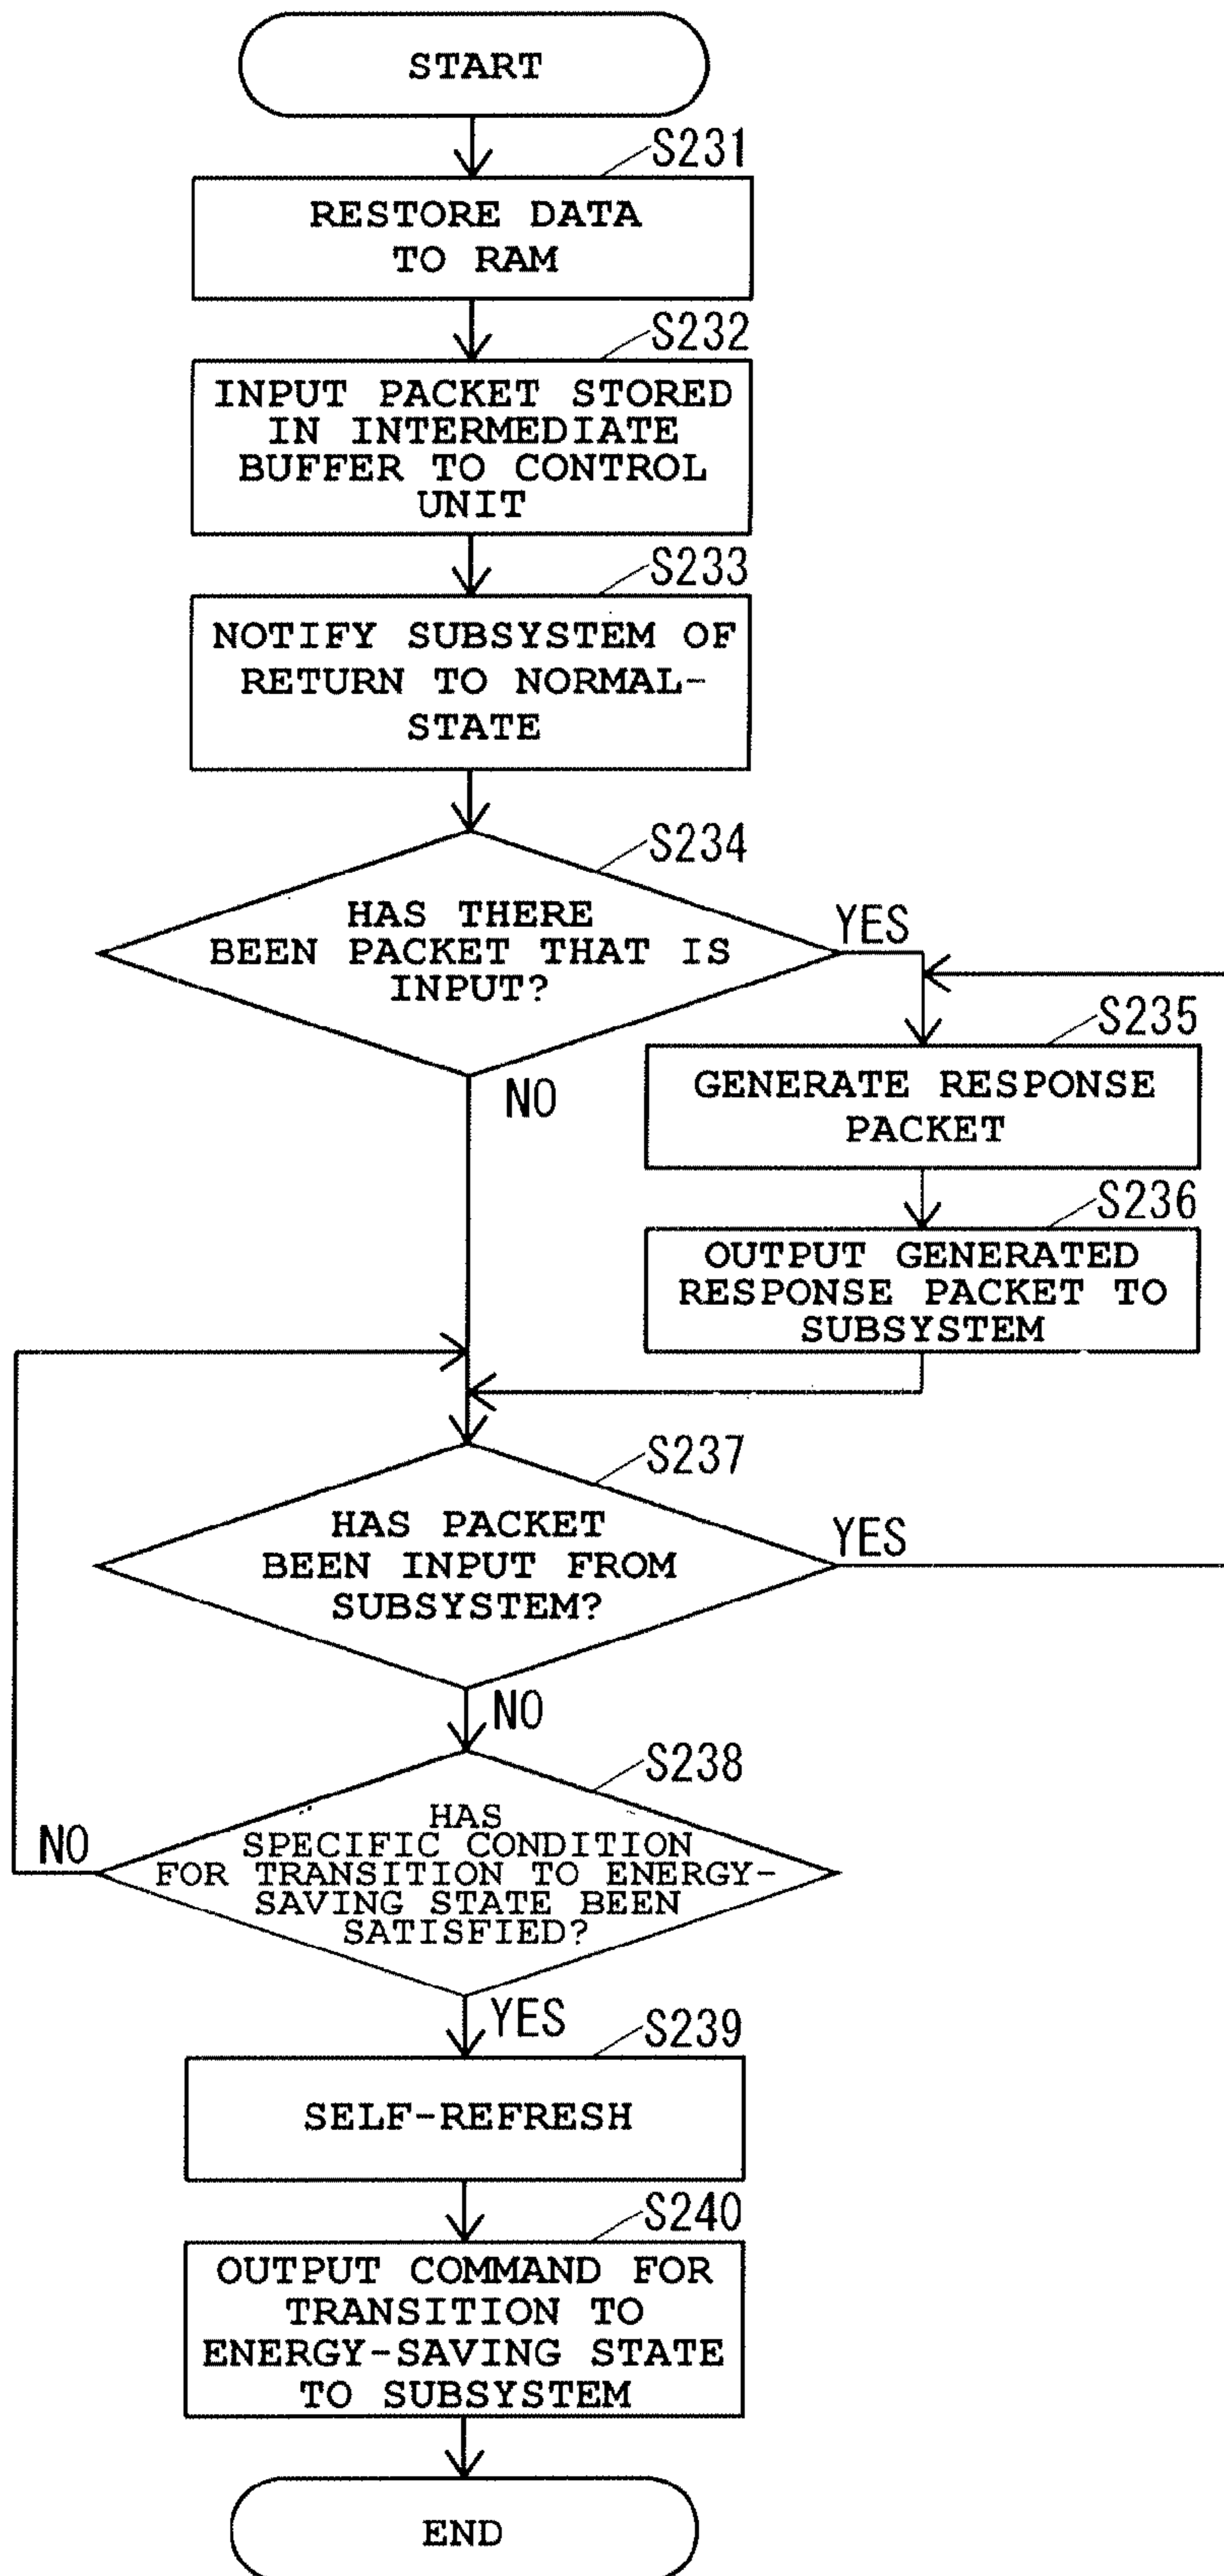 START
S231
RESTORE DATA
TO RAM
S232
INPUT PACKET STORED
IN INTERMEDIATE
BUFFER TO CONTROL
UNIT
S233
NOTIFY SUBSYSTEM OF
RETURN TO NORMAL-
STATE
S234
HAS THERE
BEEN PACKET THAT IS
INPUT?
YES
NO
S235
GENERATE RESPONSE
PACKET
S236
OUTPUT GENERATED
RESPONSE PACKET TO
SUBSYSTEM
S237
HAS PACKET
BEEN INPUT FROM
SUBSYSTEM?
YES
NO
S238
HAS
SPECIFIC CONDITION
FOR TRANSITION TO ENERGY-
SAVING STATE BEEN
SATISFIED?
NO
YES
S239
SELF-REFRESH
S240
OUTPUT COMMAND FOR
TRANSITION TO
ENERGY-SAVING STATE
TO SUBSYSTEM
END